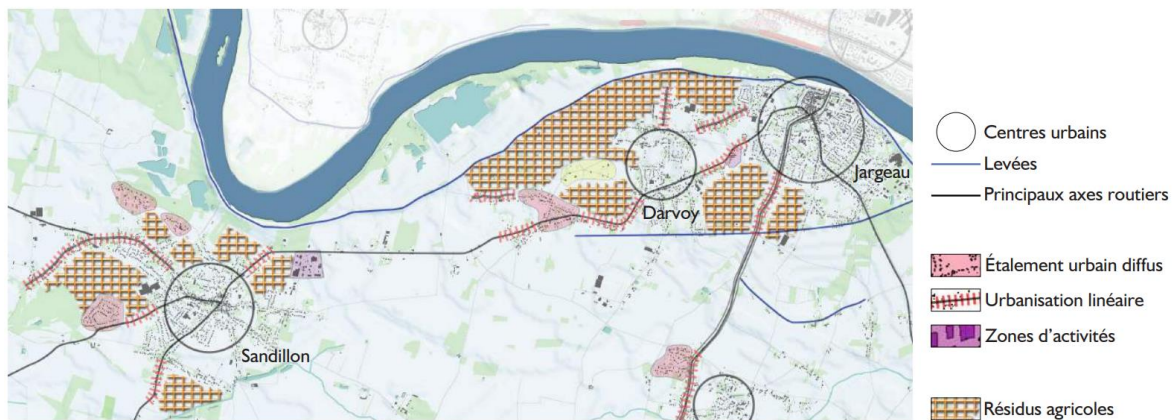 Centres urbains
Levées
Jargeau
Principaux axes routiers
Darvoy
Étalement urbain diffus
Urbanisation linéaire
Zones d'activités
Sandillon
Résidus agricoles